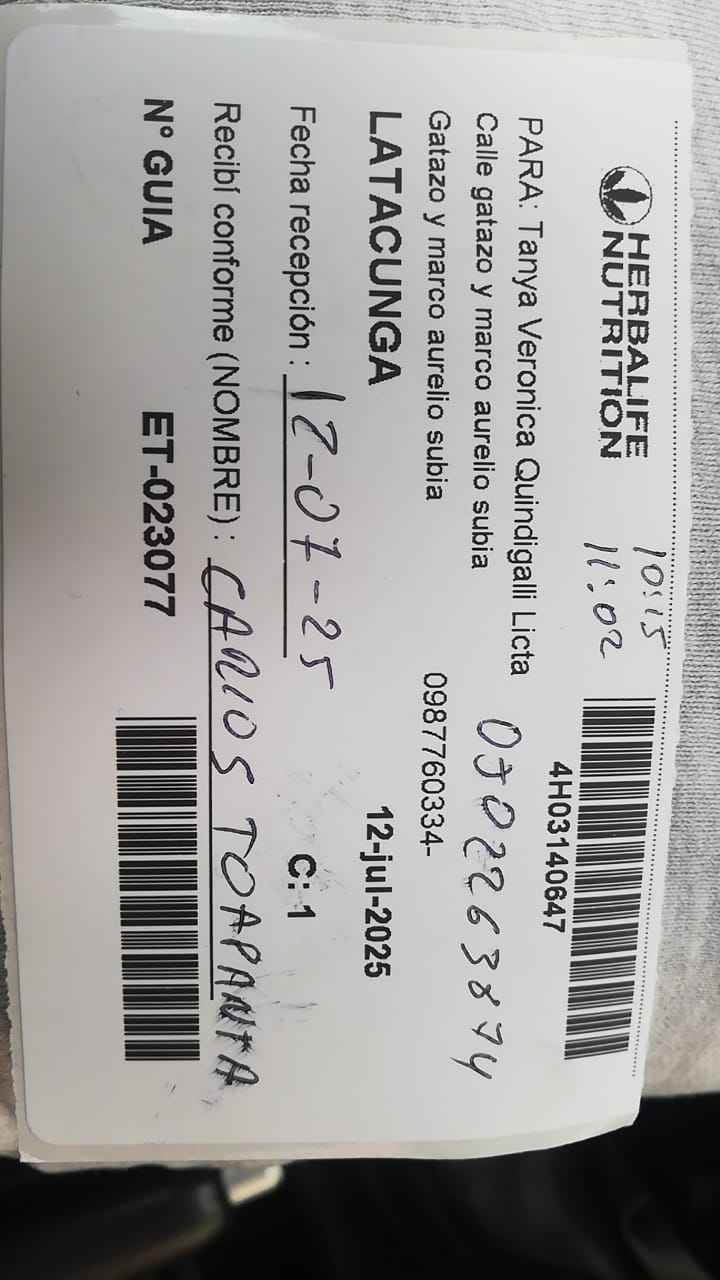 HERBALIFE
NUTRITION
10:15
11:02
4H03140647
PARA: Tanya Veronica Quindigalli Licta
Calle gatazo y marco aurelio subia
0502263874
Gatazo y marco aurelio subia 0987760334-
LATACUNGA 12-jul-2025
Fecha recepción : 12-07-25 C: 1
Recibí conforme (NOMBRE) : CARLOS TOAPANTA
N° GUIA ET-023077